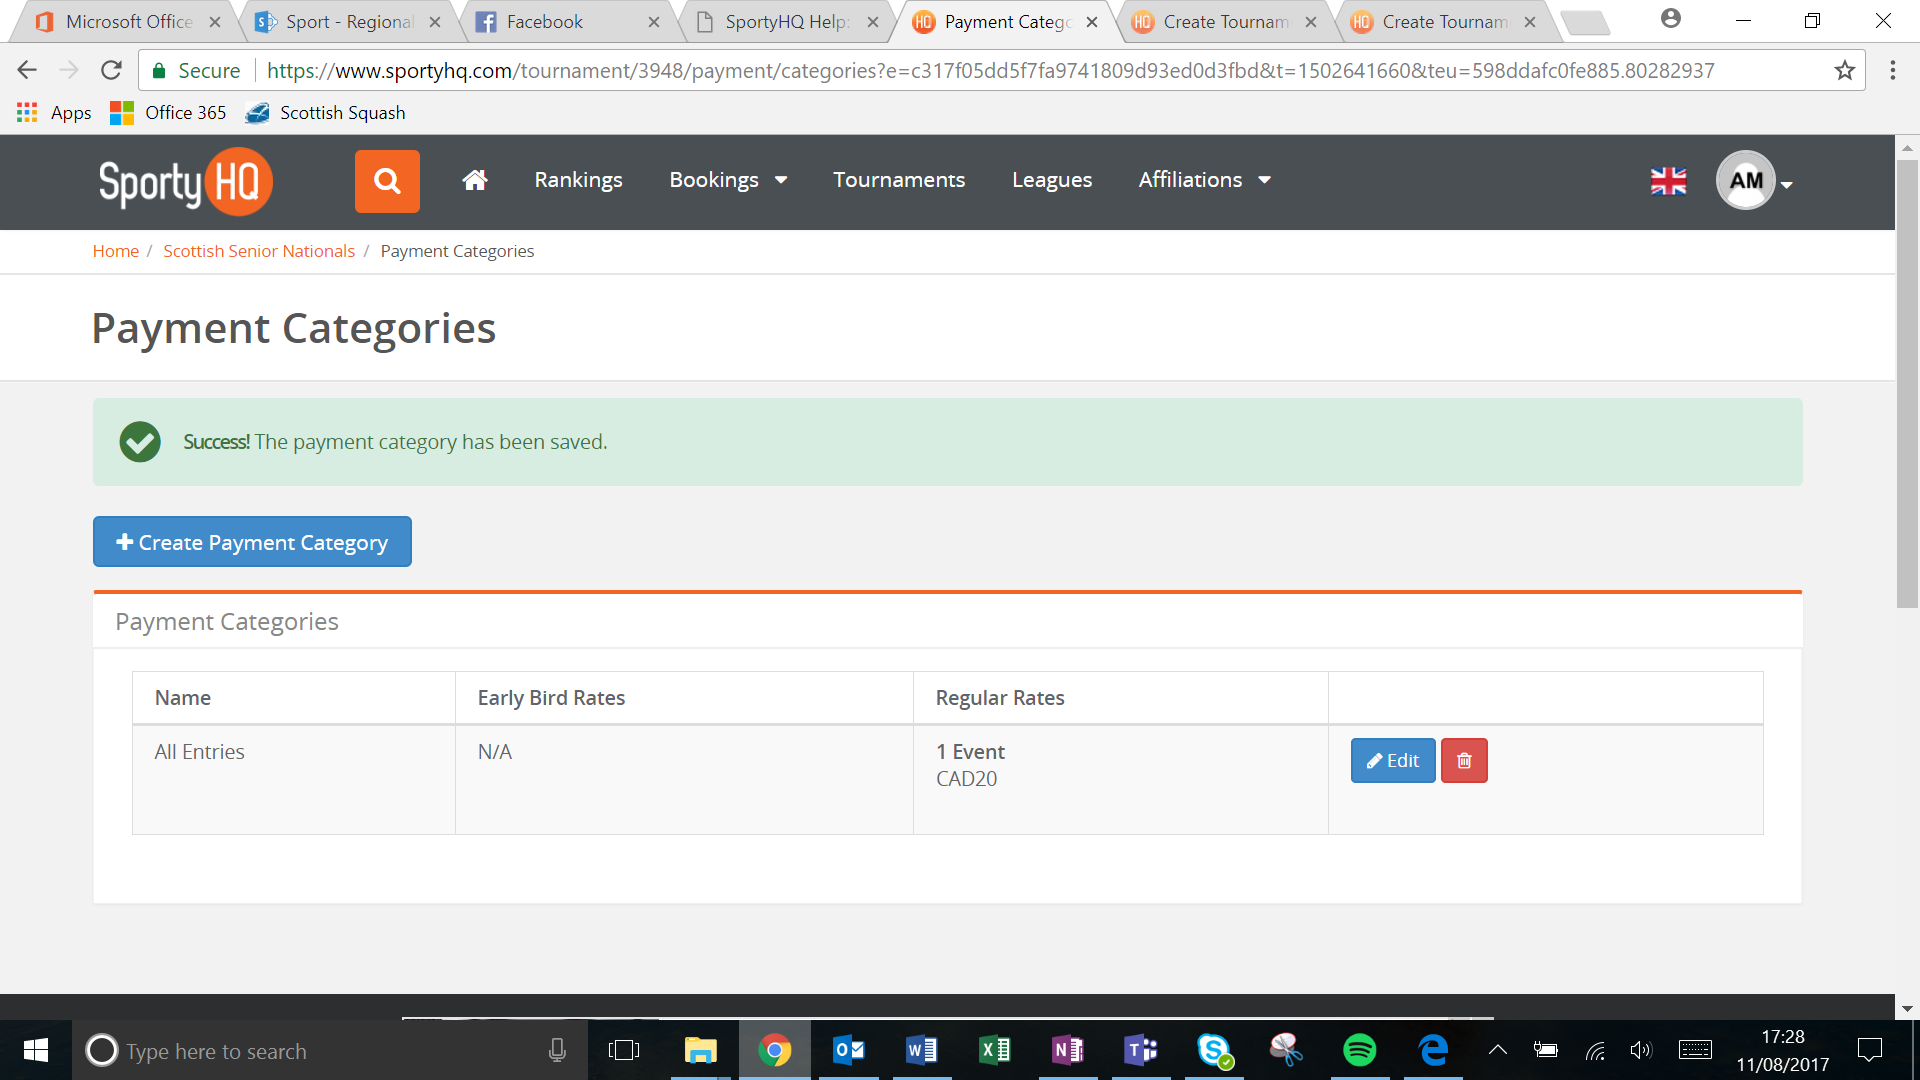 Microsoft Office
Sport - Regional
Facebook
SportyHQ Help:
HQ Payment Catego
HQ Create Tournam
HQ Create Tournam
Secure https://www.sportyhq.com/tournament/3948/payment/categories?e=c317f05dd5f7fa9741809d93ed0d3fbd&t=1502641660&teu=598ddafc0fe885.80282937
Apps Office 365 Scottish Squash
SportyHQ Rankings Bookings Tournaments Leagues Affiliations AM
Home / Scottish Senior Nationals / Payment Categories
Payment Categories
Success! The payment category has been saved.
+ Create Payment Category
Payment Categories
Name Early Bird Rates Regular Rates
All Entries N/A 1 Event Edit
CAD20
Type here to search
17:28
11/08/2017